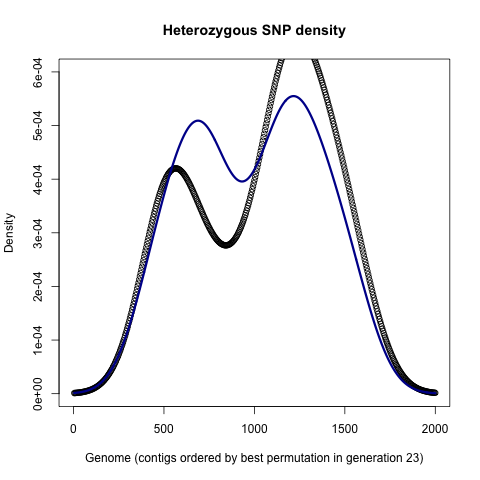 Heterozygous SNP density
Density
6e-04
5e-04
4e-04
3e-04
2e-04
1e-04
0e+00
0 500 1000 1500 2000
Genome (contigs ordered by best permutation in generation 23)